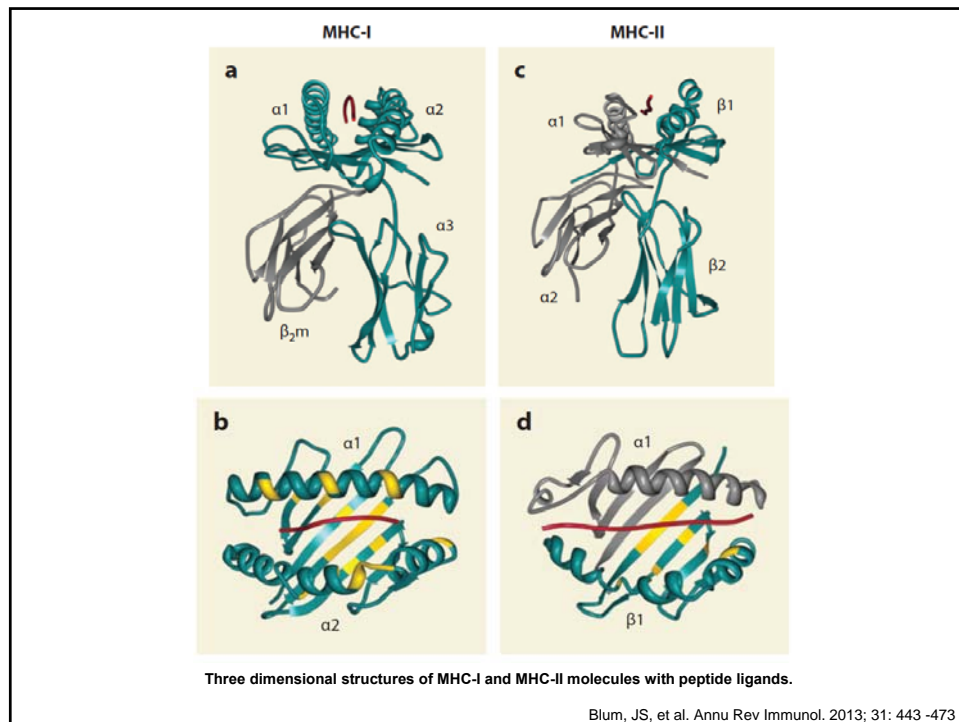 MHC-I MHC-II
a
α1
α2
α3
β₂m
c
α1
β1
β2
α2
b
α1
α2
d
α1
β1
Three dimensional structures of MHC-I and MHC-II molecules with peptide ligands.
Blum, JS, et al. Annu Rev Immunol. 2013; 31: 443 -473